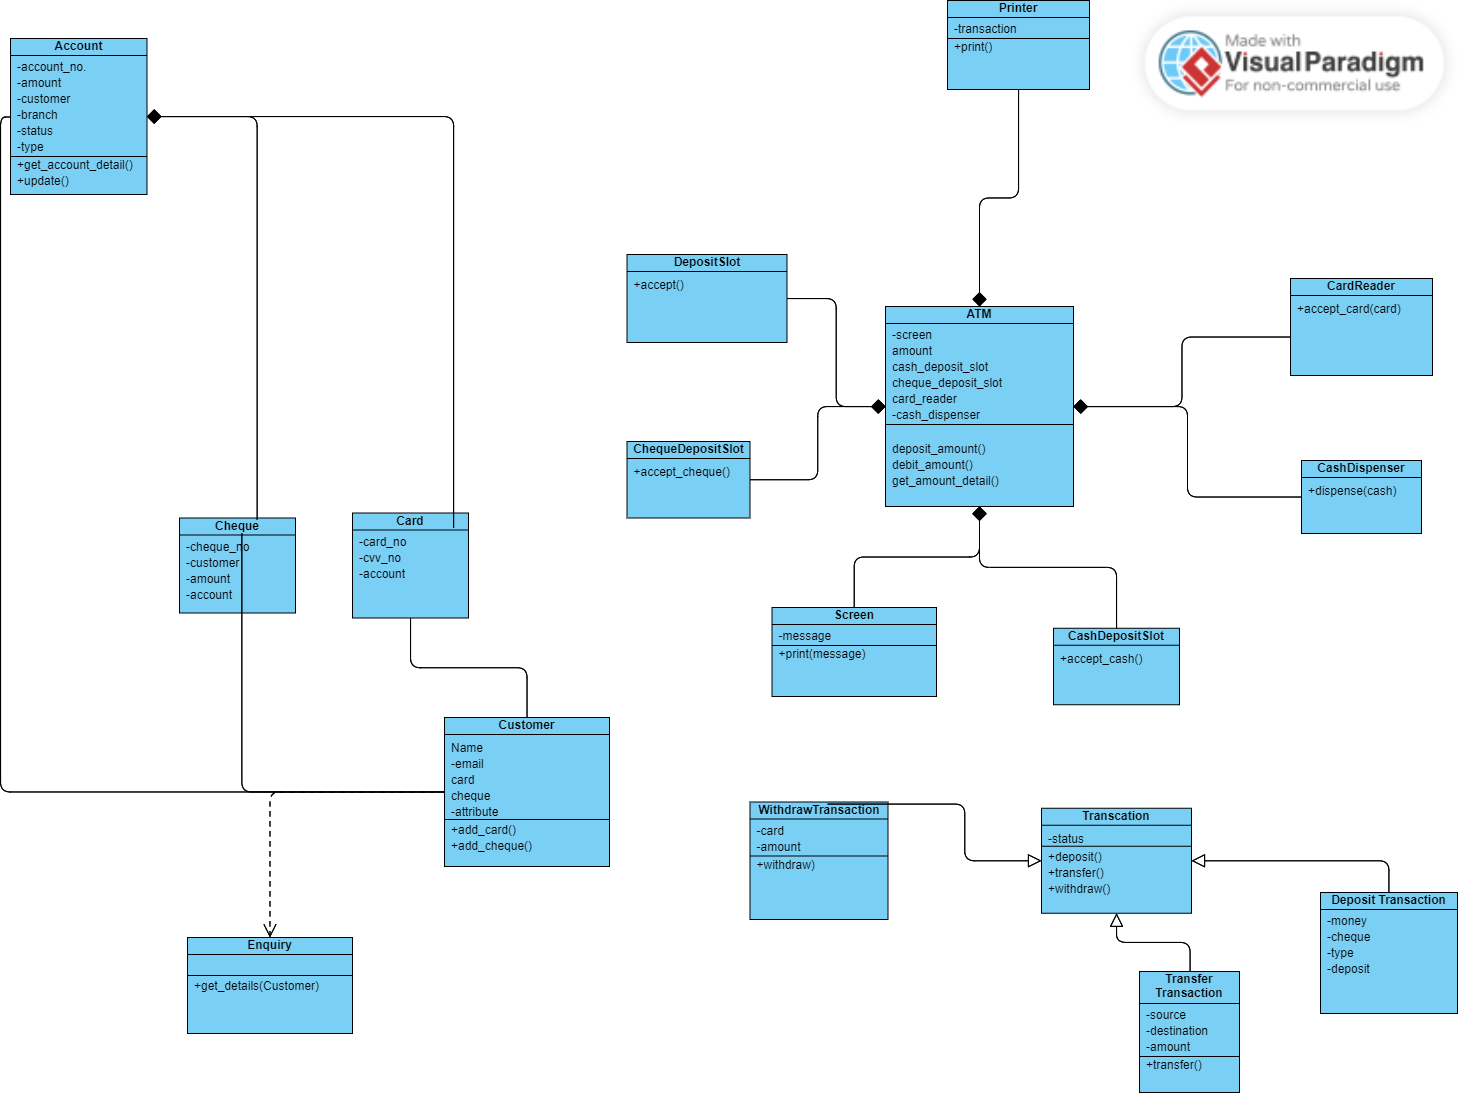 Printer
-transaction
+print()
Made with
Visual Paradigm
For non-commercial use
Account
-account_no.
-amount
-customer
-branch
-status
-type
+get_account_detail()
+update()
DepositSlot
+accept()
ATM
-screen
amount
cash_deposit_slot
cheque_deposit_slot
card_reader
-cash_dispenser
deposit_amount()
debit_amount()
get_amount_detail()
CardReader
+accept_card(card)
ChequeDepositSlot
+accept_cheque()
CashDispenser
+dispense(cash)
Cheque
-cheque_no
-customer
-amount
-account
Card
-card_no
-cvv_no
-account
Screen
-message
+print(message)
CashDepositSlot
+accept_cash()
Customer
Name
-email
card
cheque
-attribute
+add_card()
+add_cheque()
WithdrawTransaction
-card
-amount
+withdraw)
Transcation
-status
+deposit()
+transfer()
+withdraw()
Deposit Transaction
-money
-cheque
-type
-deposit
Enquiry
+get_details(Customer)
Transfer
Transaction
-source
-destination
-amount
+transfer()